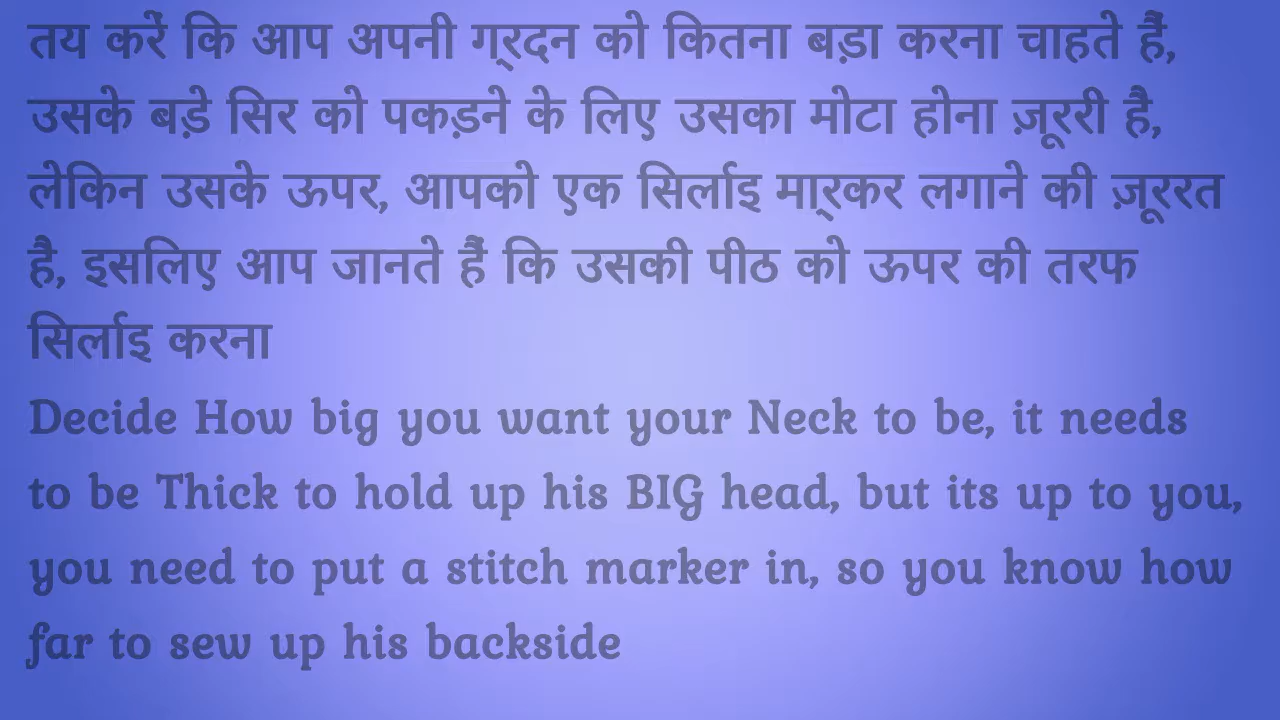 तय करें कि आप अपनी ग्र्दन को कितना बड़ा करना चाहते हैं,
उसके बड़े सिर को पकड़ने के लिए उसका मोटा होना ज़ूररी है,
लेकिन उसके ऊपर, आपको एक सिर्लाइ मार्कर लगाने की ज़ूररत
है, इसलिए आप जानते हैं कि उसकी पीठ को ऊपर की तरफ
सिर्लाइ करना
Decide How big you want your Neck to be, it needs
to be Thick to hold up his BIG head, but its up to you,
you need to put a stitch marker in, so you know how
far to sew up his backside